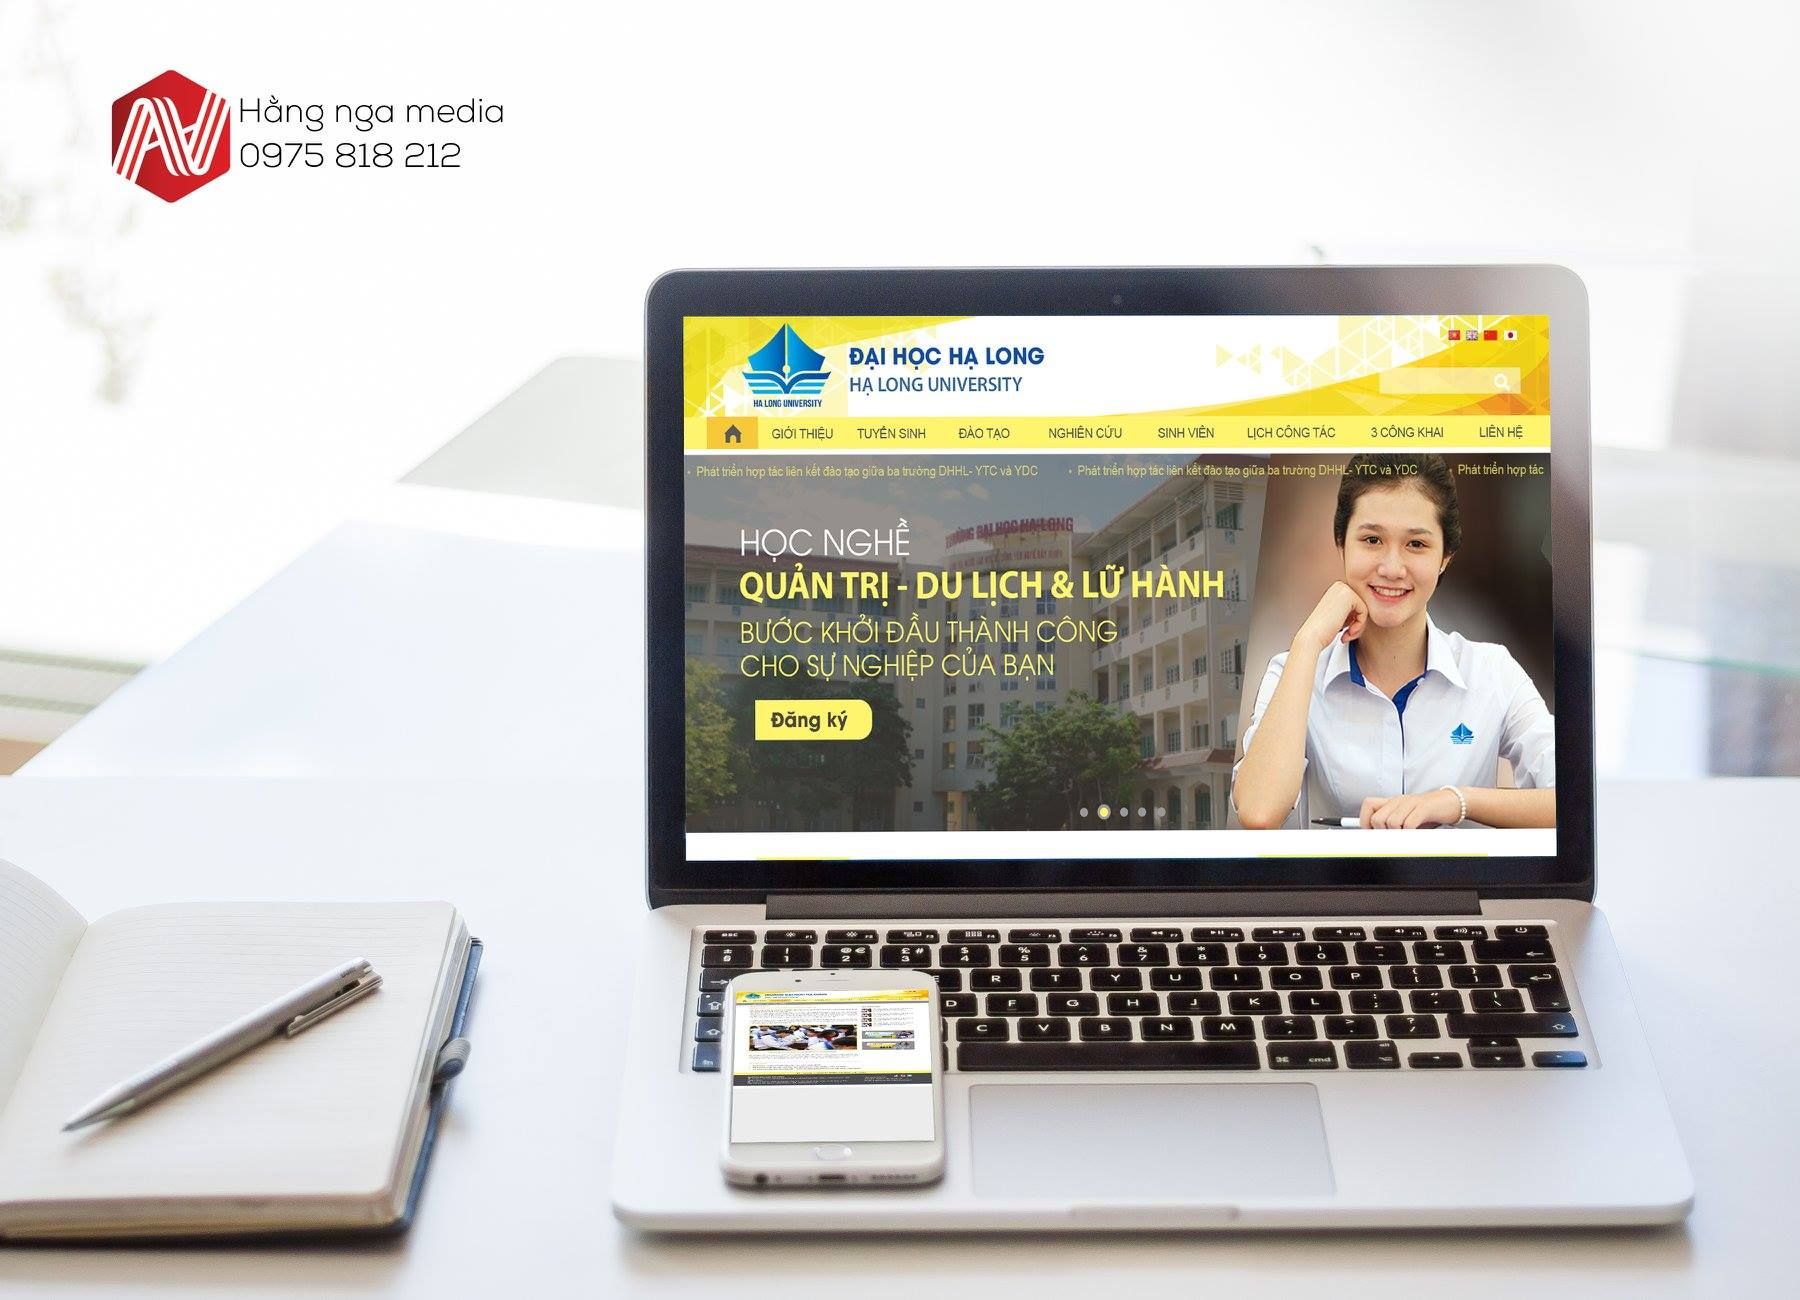 Hằng nga media
0975 818 212
ĐẠI HỌC HẠ LONG
HẠ LONG UNIVERSITY
HA LONG UNIVERSITY
GIỚI THIỆU TUYỂN SINH ĐÀO TẠO NGHIÊN CỨU SINH VIÊN LỊCH CÔNG TÁC 3 CÔNG KHAI LIÊN HỆ
• Phát triển hợp tác liên kết đào tạo giữa ba trường DHHL- YTC và YDC • Phát triển hợp tác liên kết đào tạo giữa ba trường DHHL- YTC và YDC • Phát triển hợp tác
TRƯỜNG ĐẠI HỌC HẠ LONG
HỌC NGHỀ
QUẢN TRỊ - DU LỊCH & LỮ HÀNH
BƯỚC KHỞI ĐẦU THÀNH CÔNG
CHO SỰ NGHIỆP CỦA BẠN
Đăng ký